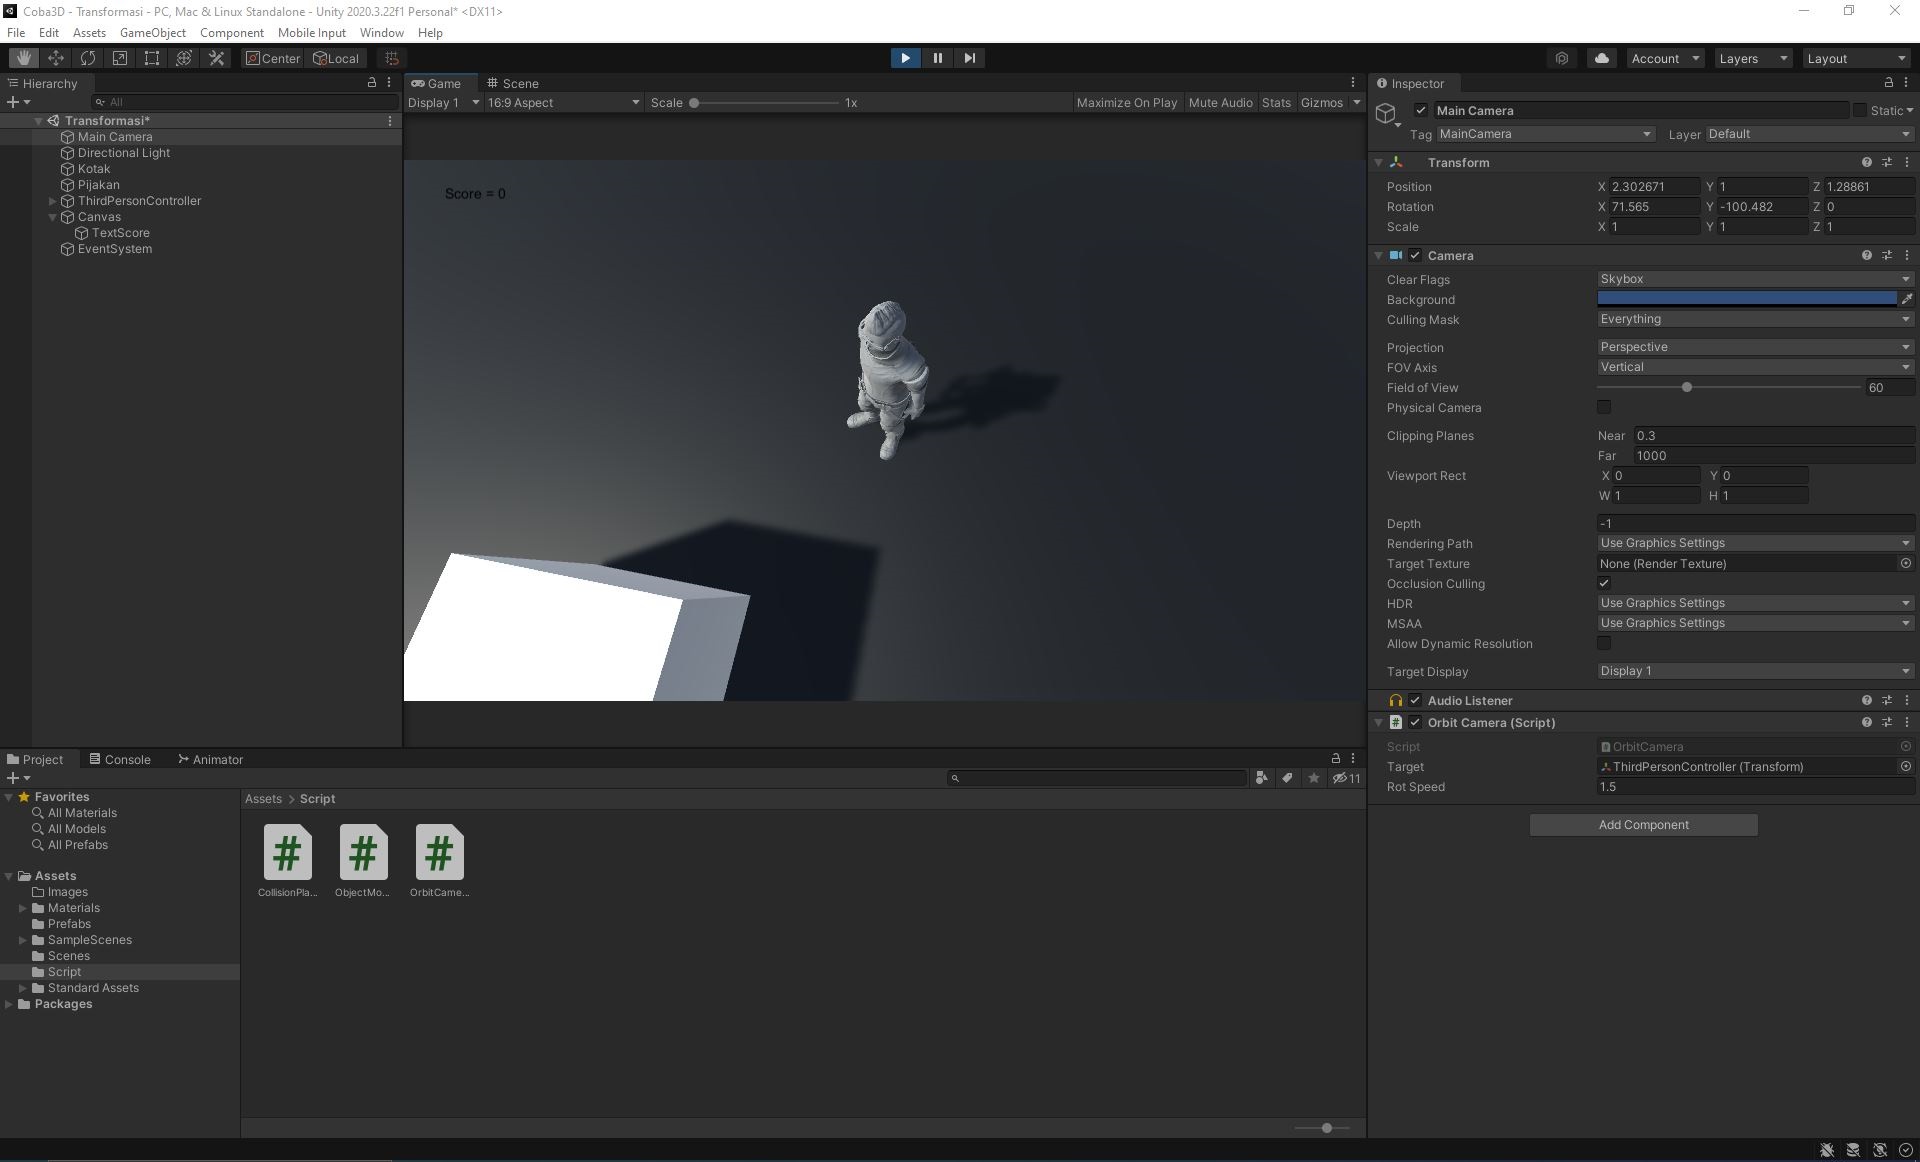 Coba3D - Transformasi - PC, Mac & Linux Standalone - Unity 2020.3.22f1 Personal* <DX11>
File Edit Assets GameObject Component Mobile Input Window Help
Center Local Account Layers Layout
Hierarchy
All
Transformasi*
Main Camera
Directional Light
Kotak
Pijakan
ThirdPersonController
Canvas
TextScore
EventSystem
Game Scene
Display 1 16:9 Aspect Scale 1x Maximize On Play Mute Audio Stats Gizmos
Score = 0
Inspector
Main Camera Static
Tag MainCamera Layer Default
Transform
Position X 2.302671 Y 1 Z 1.28861
Rotation X 71.565 Y -100.482 Z 0
Scale X 1 Y 1 Z 1
Camera
Clear Flags Skybox
Background
Culling Mask Everything
Projection Perspective
FOV Axis Vertical
Field of View 60
Physical Camera
Clipping Planes Near 0.3
Far 1000
Viewport Rect X 0 Y 0
W 1 H 1
Depth -1
Rendering Path Use Graphics Settings
Target Texture None (Render Texture)
Occlusion Culling
HDR Use Graphics Settings
MSAA Use Graphics Settings
Allow Dynamic Resolution
Target Display Display 1
Audio Listener
# Orbit Camera (Script)
Script OrbitCamera
Target ThirdPersonController (Transform)
Rot Speed 1.5
Add Component
Project Console Animator
11
Favorites
All Materials
All Models
All Prefabs
Assets
Images
Materials
Prefabs
SampleScenes
Scenes
Script
Standard Assets
Packages
Assets > Script
# # #
CollisionPla... ObjectMo... OrbitCame...